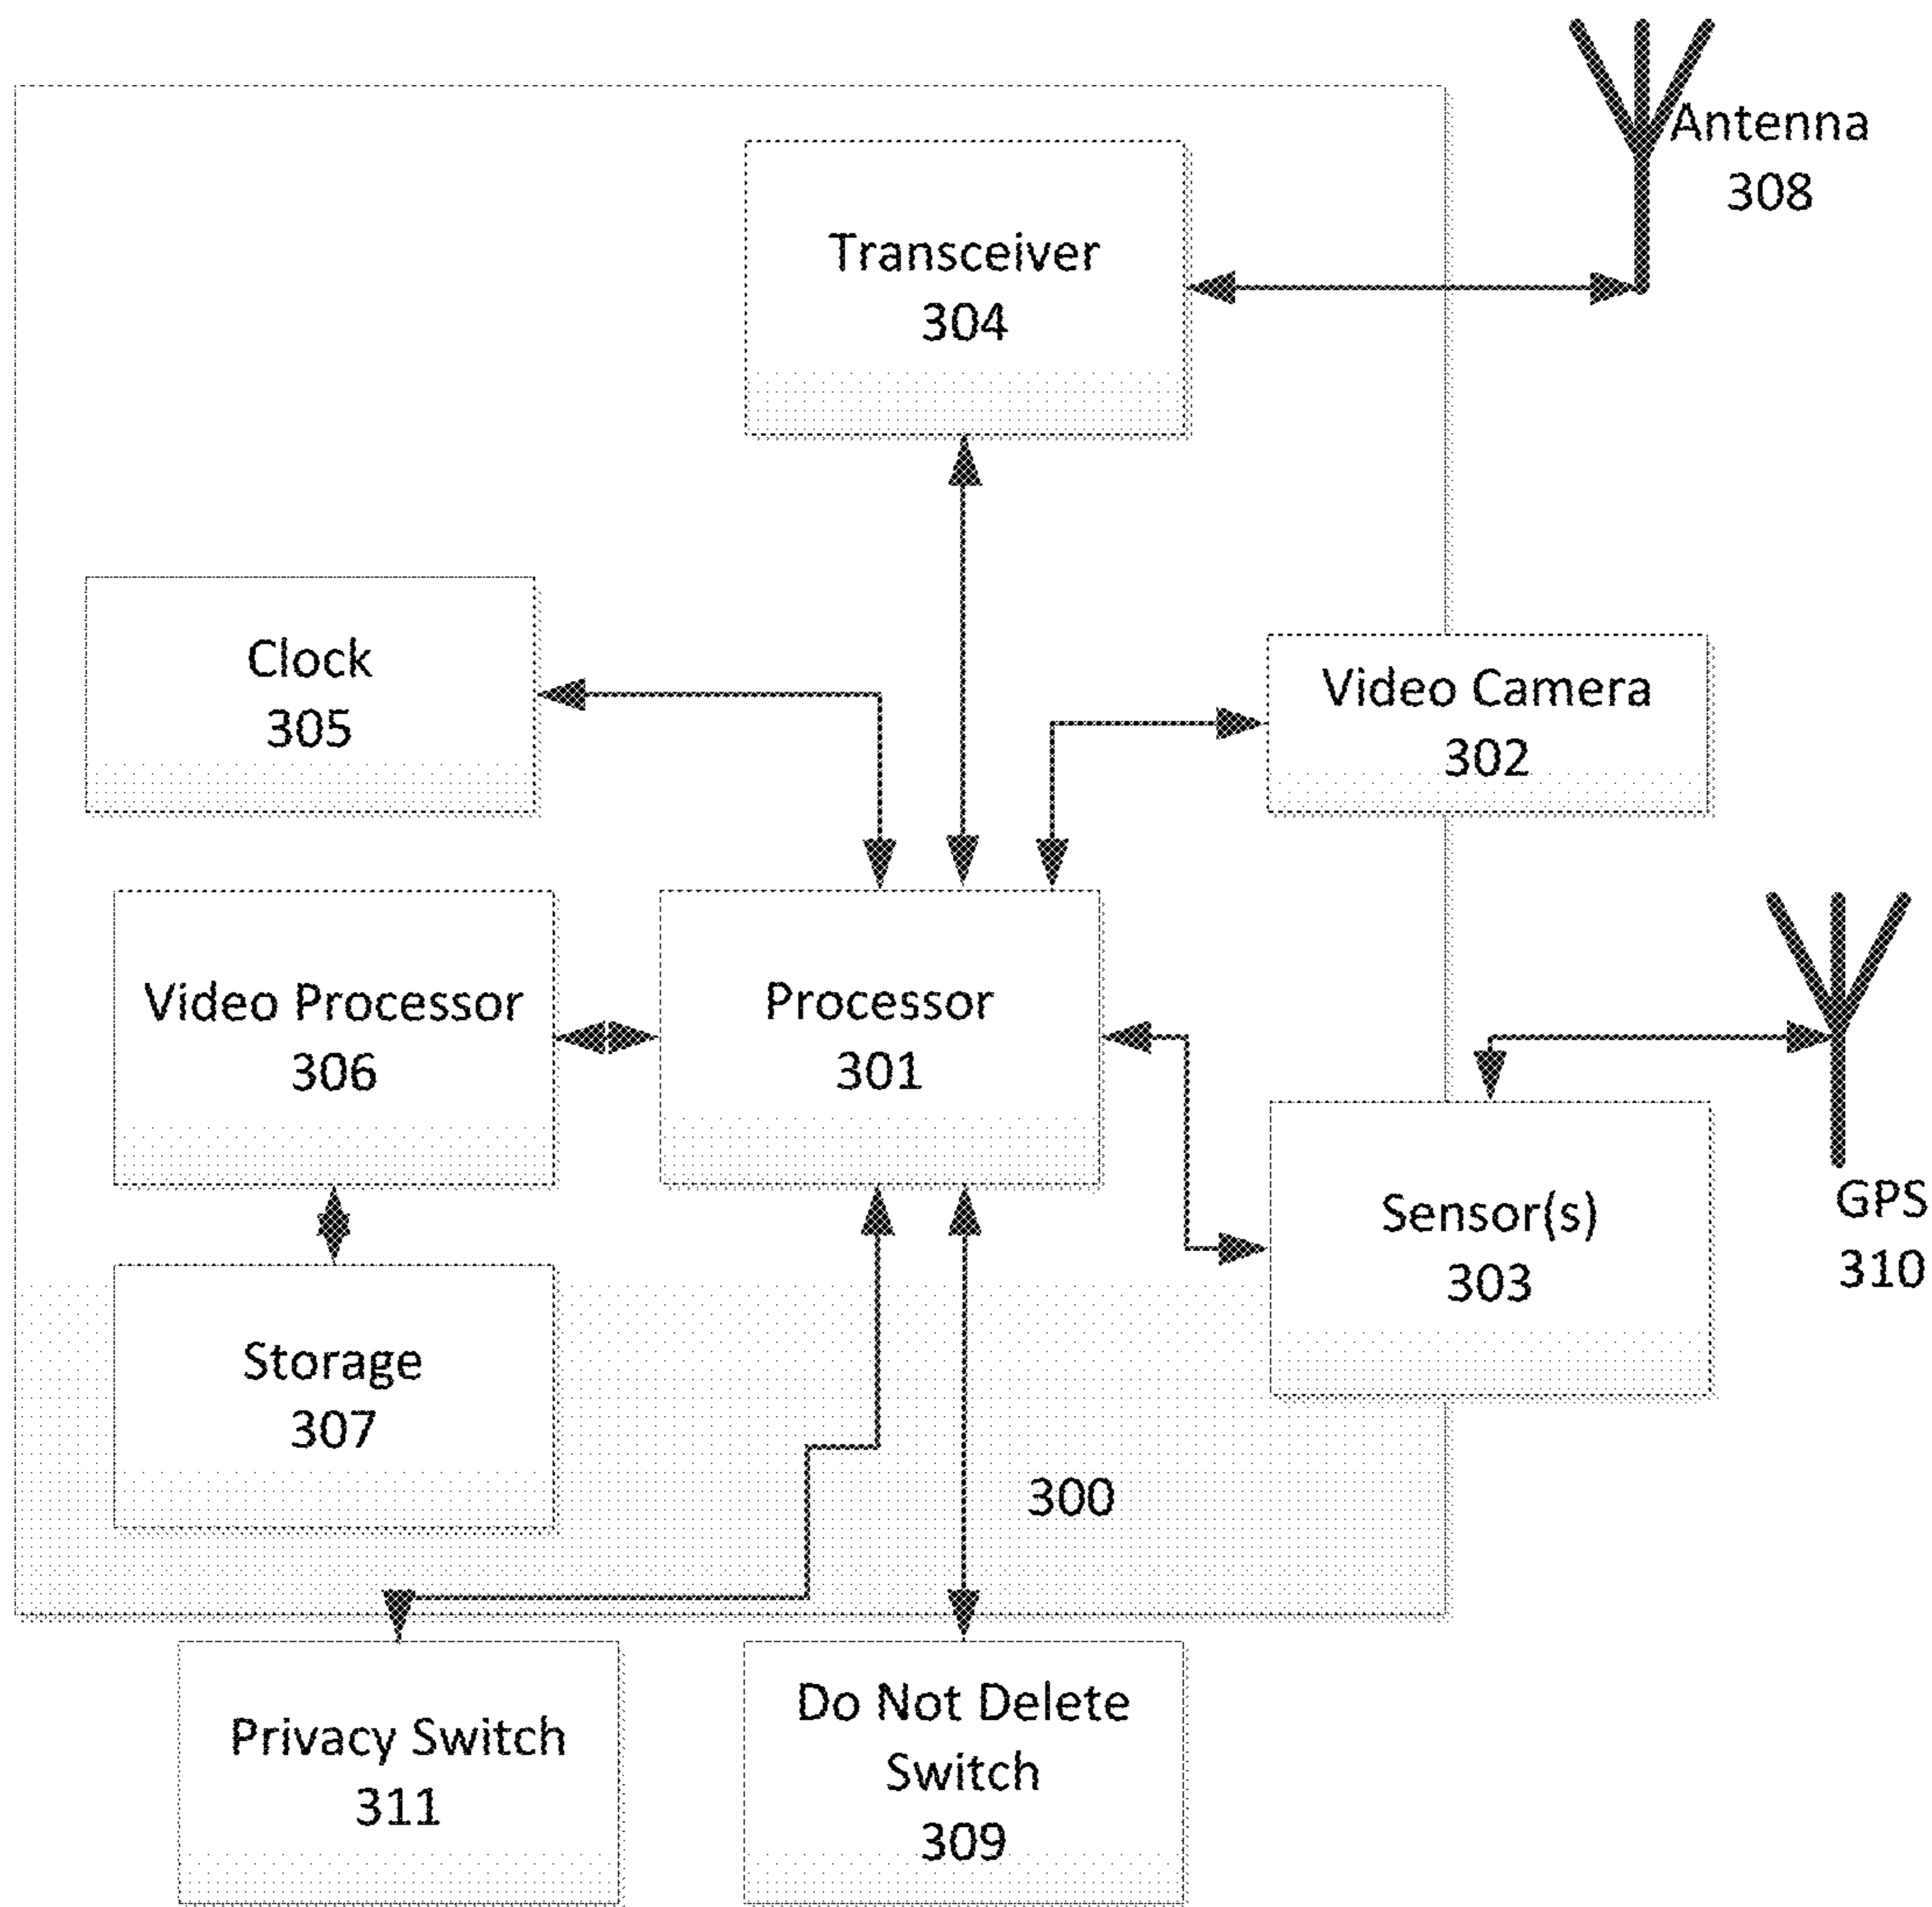 Antenna
308
Transceiver
304
Clock
305
Video Camera
302
Video Processor
306
Processor
301
Sensor(s)
303
GPS
310
Storage
307
300
Privacy Switch
311
Do Not Delete
Switch
309